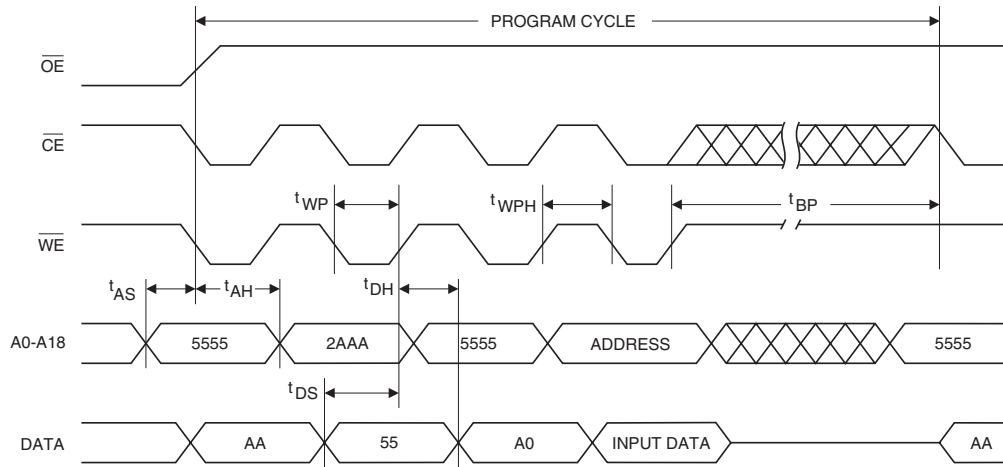 PROGRAM CYCLE
OE
CE
tWP
tWPH
tBP
WE
tAS
tAH
tDH
A0-A18
5555
2AAA
5555
ADDRESS
5555
tDS
DATA
AA
55
A0
INPUT DATA
AA